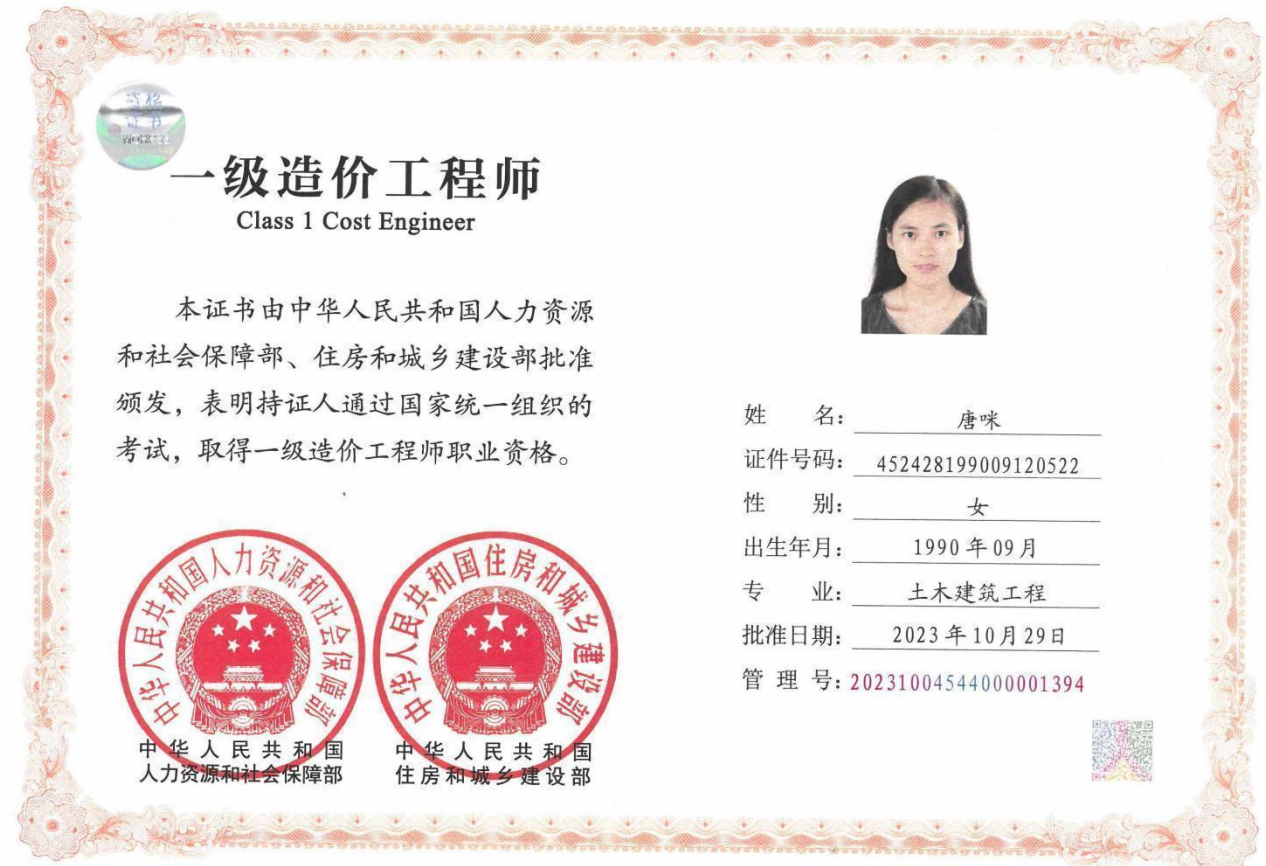 一级造价工程师
Class 1 Cost Engineer
本证书由中华人民共和国人力资源
和社会保障部、住房和城乡建设部批准
颁发，表明持证人通过国家统一组织的
考试，取得一级造价工程师职业资格。
中华人民共和国人力资源和社会保障部
中华人民共和国
人力资源和社会保障部
中华人民共和国住房和城乡建设部
中华人民共和国
住房和城乡建设部
姓 名： 唐咪
证件号码： 452428199009120522
性 别： 女
出生年月： 1990年09月
专 业： 土木建筑工程
批准日期： 2023年10月29日
管 理 号：20231004544000001394